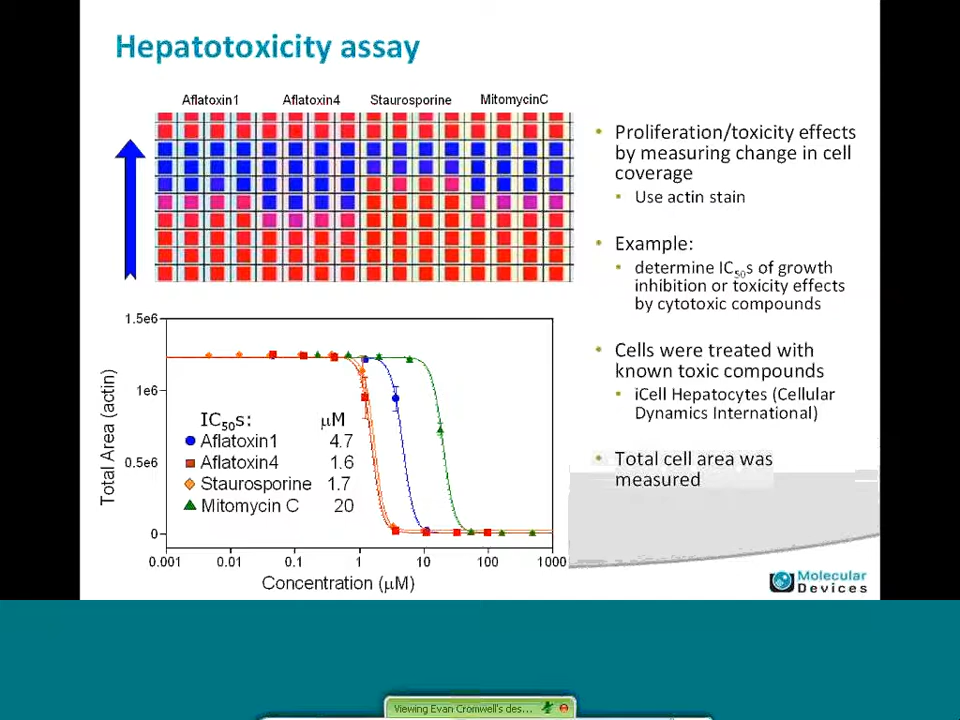 Hepatotoxicity assay
Aflatoxin1 Aflatoxin4 Staurosporine MitomycinC
• Proliferation/toxicity effects
by measuring change in cell
coverage
• Use actin stain
• Example:
• determine IC50s of growth
inhibition or toxicity effects
by cytotoxic compounds
• Cells were treated with
known toxic compounds
• iCell Hepatocytes (Cellular
Dynamics International)
• Total cell area was
measured
1.5e6
1e6
0.5e6
0
Total Area (actin)
IC50s: µM
Aflatoxin1 4.7
Aflatoxin4 1.6
Staurosporine 1.7
Mitomycin C 20
0.001 0.01 0.1 1 10 100 1000
Concentration (µM)
Molecular
Devices
Viewing Evan Cromwell's des...